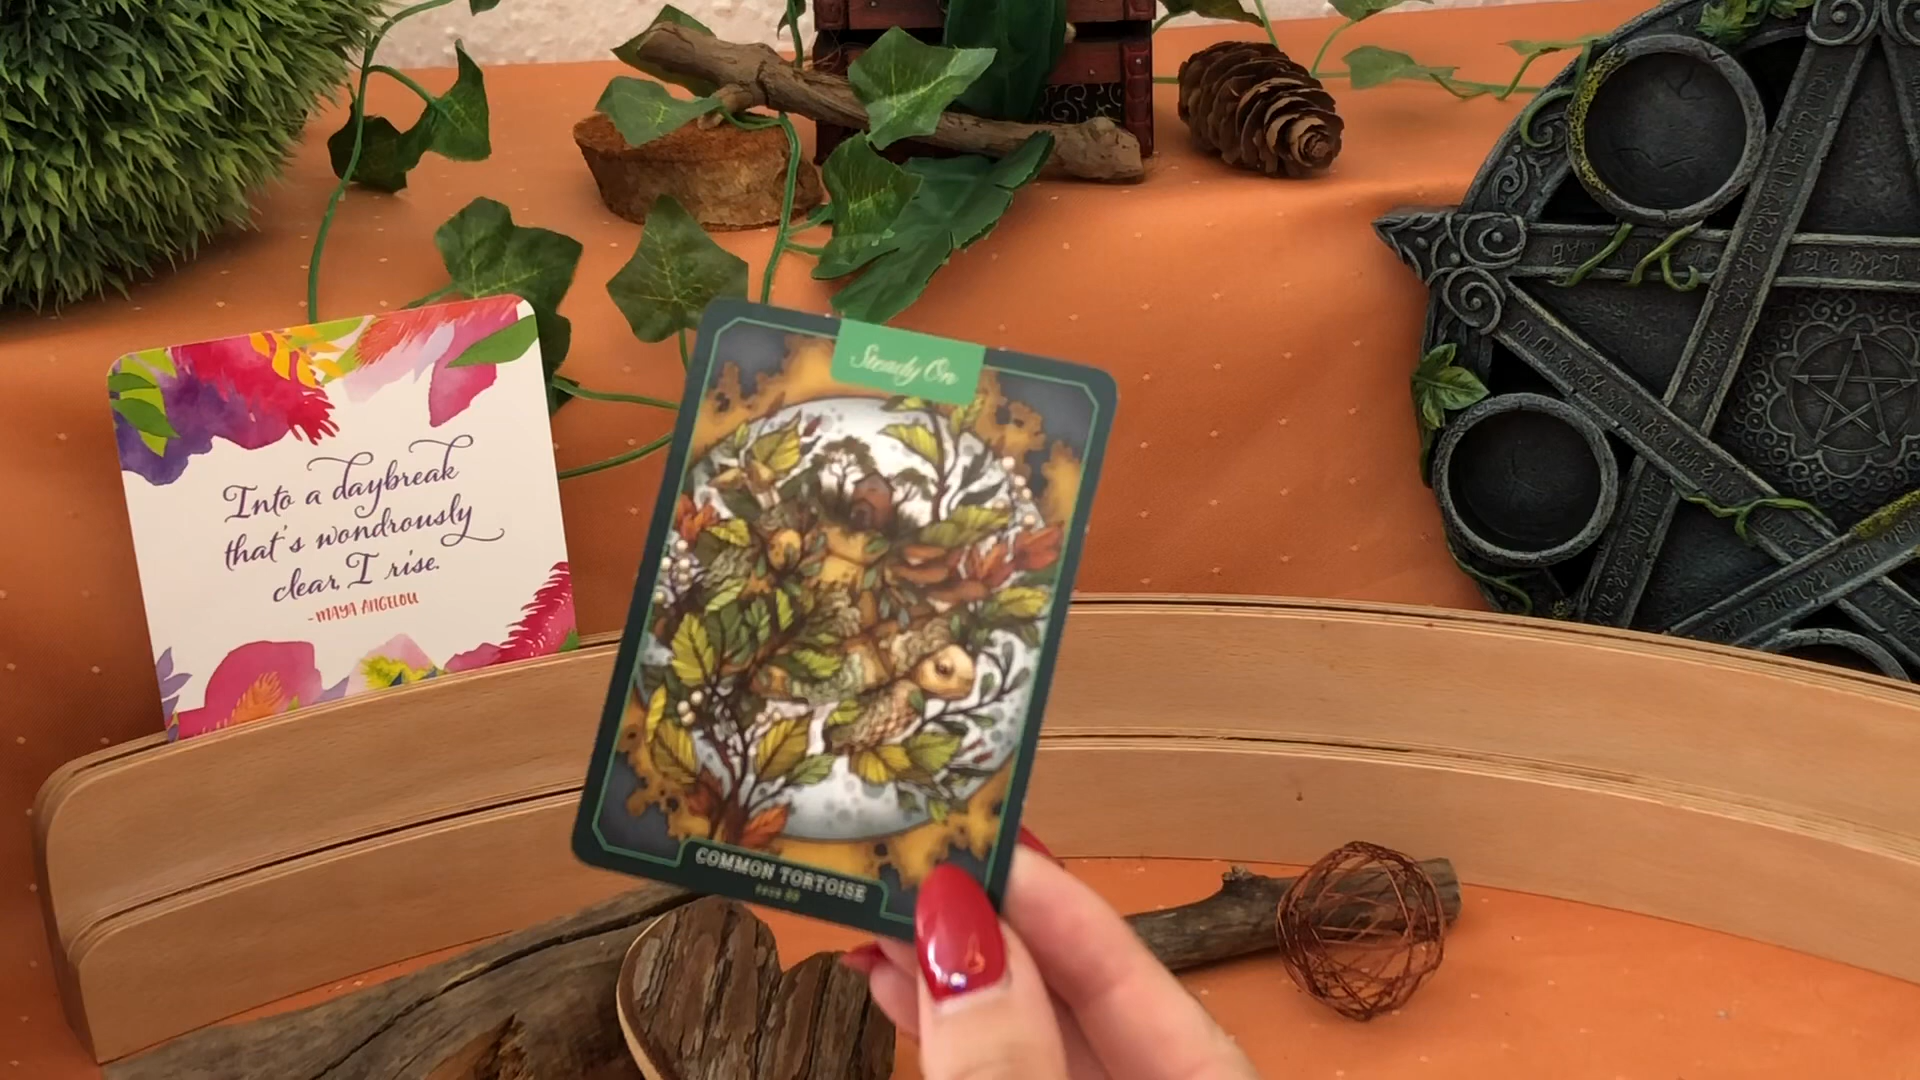 Into a daybreak
that's wondrously
clear, I rise.
-MAYA ANGELOU
Steady On
COMMON TORTOISE